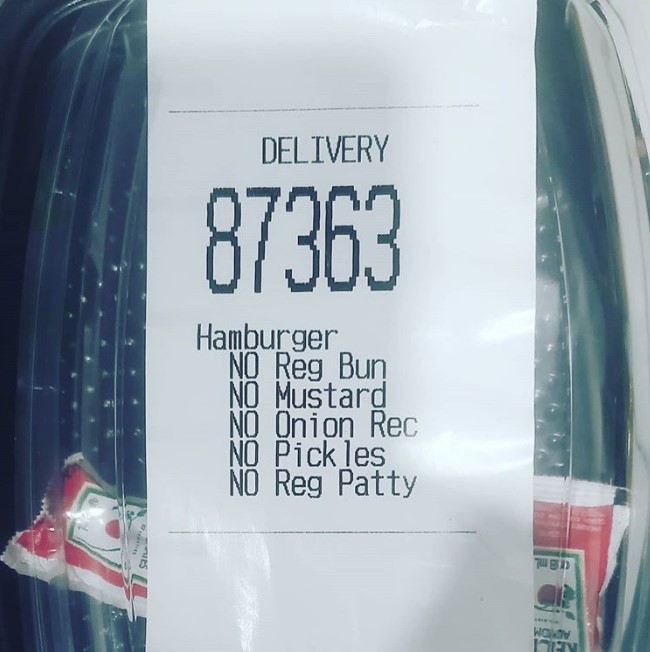 DELIVERY
87363
Hamburger
NO Reg Bun
NO Mustard
NO Onion Rec
NO Pickles
NO Reg Patty